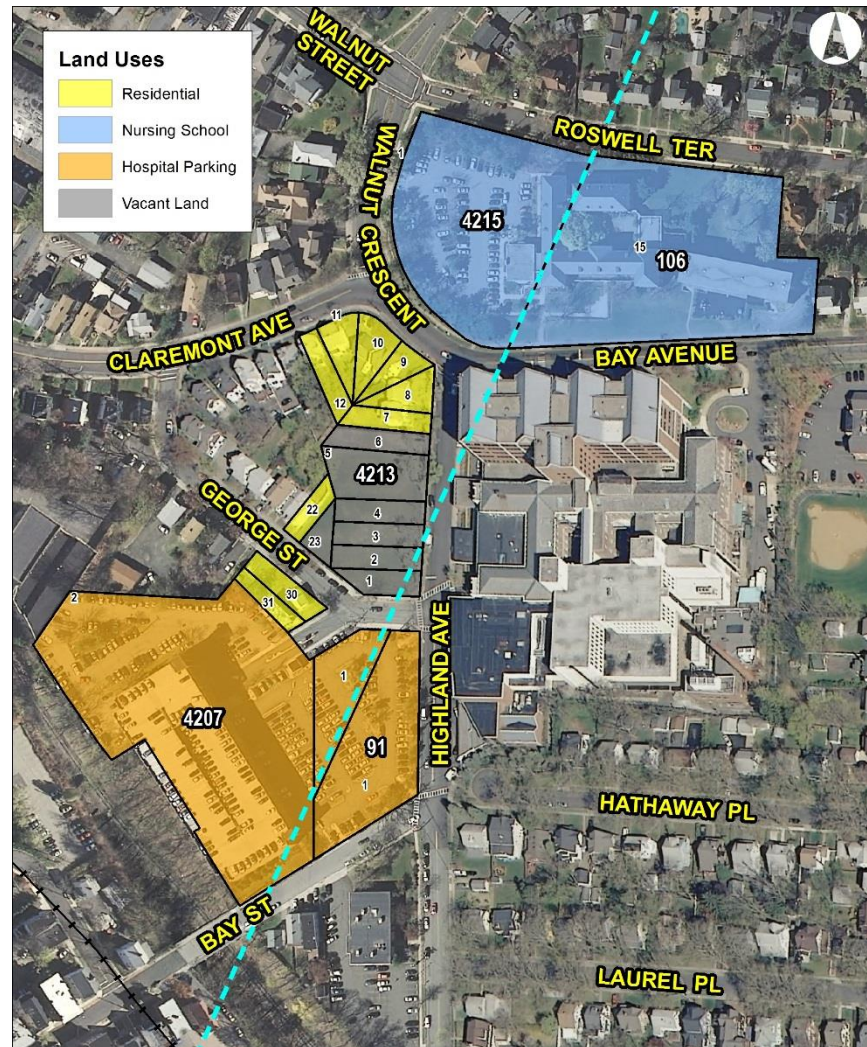 Land Uses
Residential
Nursing School
Hospital Parking
Vacant Land
WALNUT
STREET
WALNUT CRESCENT
ROSWELL TER
1
4215
15
106
CLAREMONT AVE
BAY AVENUE
11
10
9
8
12
7
6
5
4213
22
4
3
23
2
1
GEORGE ST
30
31
2
HIGHLAND AVE
1
4207
91
1
HATHAWAY PL
BAY ST
LAUREL PL